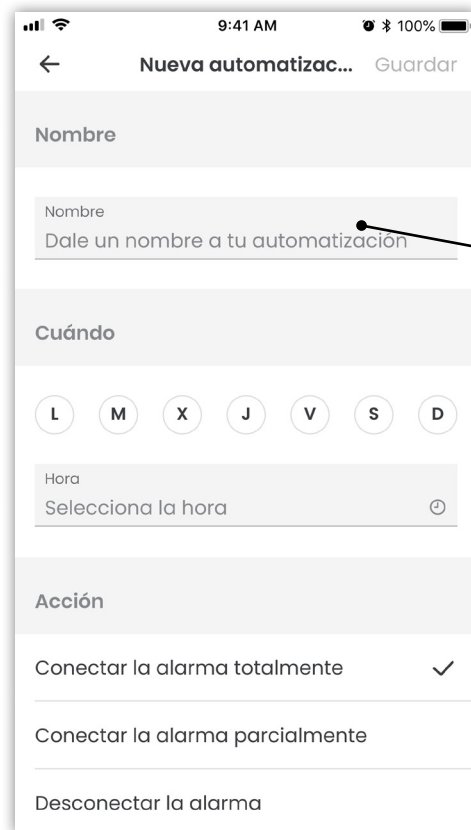 9:41 AM 100%
Nueva automatizac... Guardar
Nombre
Nombre
Dale un nombre a tu automatización
Cuándo
L M X J V S D
Hora
Selecciona la hora
Acción
Conectar la alarma totalmente
Conectar la alarma parcialmente
Desconectar la alarma